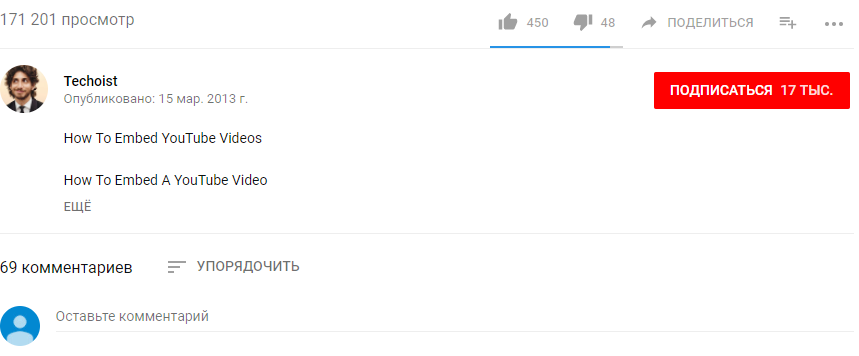 171 201 просмотр
450 48 ПОДЕЛИТЬСЯ
Techoist
Опубликовано: 15 мар. 2013 г.
ПОДПИСАТЬСЯ 17 ТЫС.
How To Embed YouTube Videos
How To Embed A YouTube Video
ЕЩЁ
69 комментариев
УПОРЯДОЧИТЬ
Оставьте комментарий